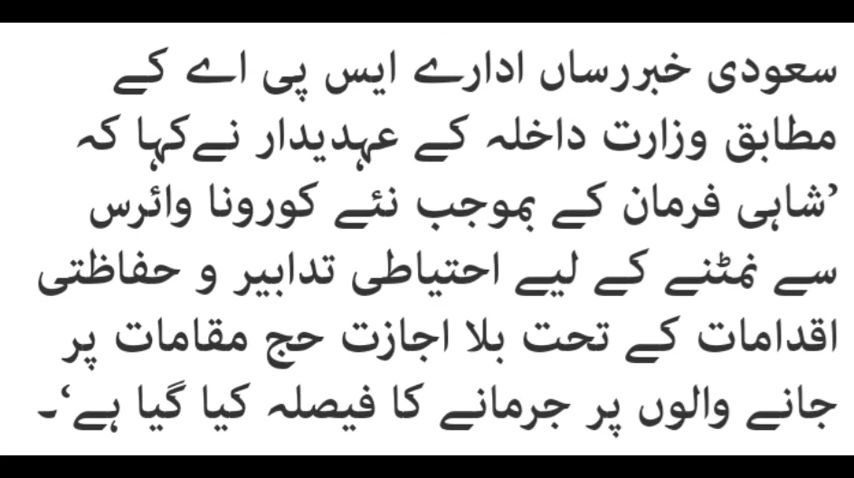 سعودی خبررساں ادارے ایس پی اے کے
مطابق وزارت داخلہ کے عہدیدار نےکہا کہ
’شاہی فرمان کے بموجب نئے کورونا وائرس
سے نمٹنے کے لیے احتیاطی تدابیر و حفاظتی
اقدامات کے تحت بلا اجازت حج مقامات پر
جانے والوں پر جرمانے کا فیصلہ کیا گیا ہے‘۔